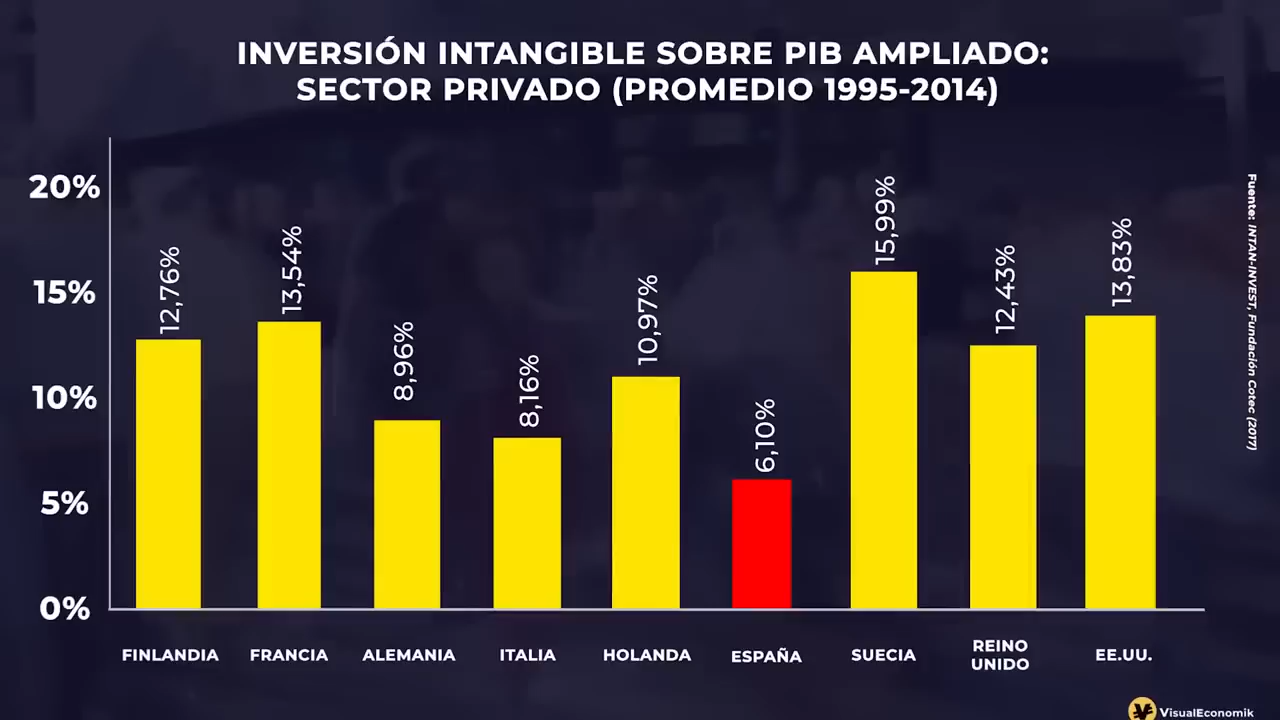 INVERSIÓN INTANGIBLE SOBRE PIB AMPLIADO:
SECTOR PRIVADO (PROMEDIO 1995-2014)
20%
15%
10%
5%
0%
12,76%
13,54%
8,96%
8,16%
10,97%
6,10%
15,99%
12,43%
13,83%
FINLANDIA
FRANCIA
ALEMANIA
ITALIA
HOLANDA
ESPAÑA
SUECIA
REINO
UNIDO
EE.UU.
Fuente: INTAN-INVEST, Fundación Cotec (2017)
VisualEconomik